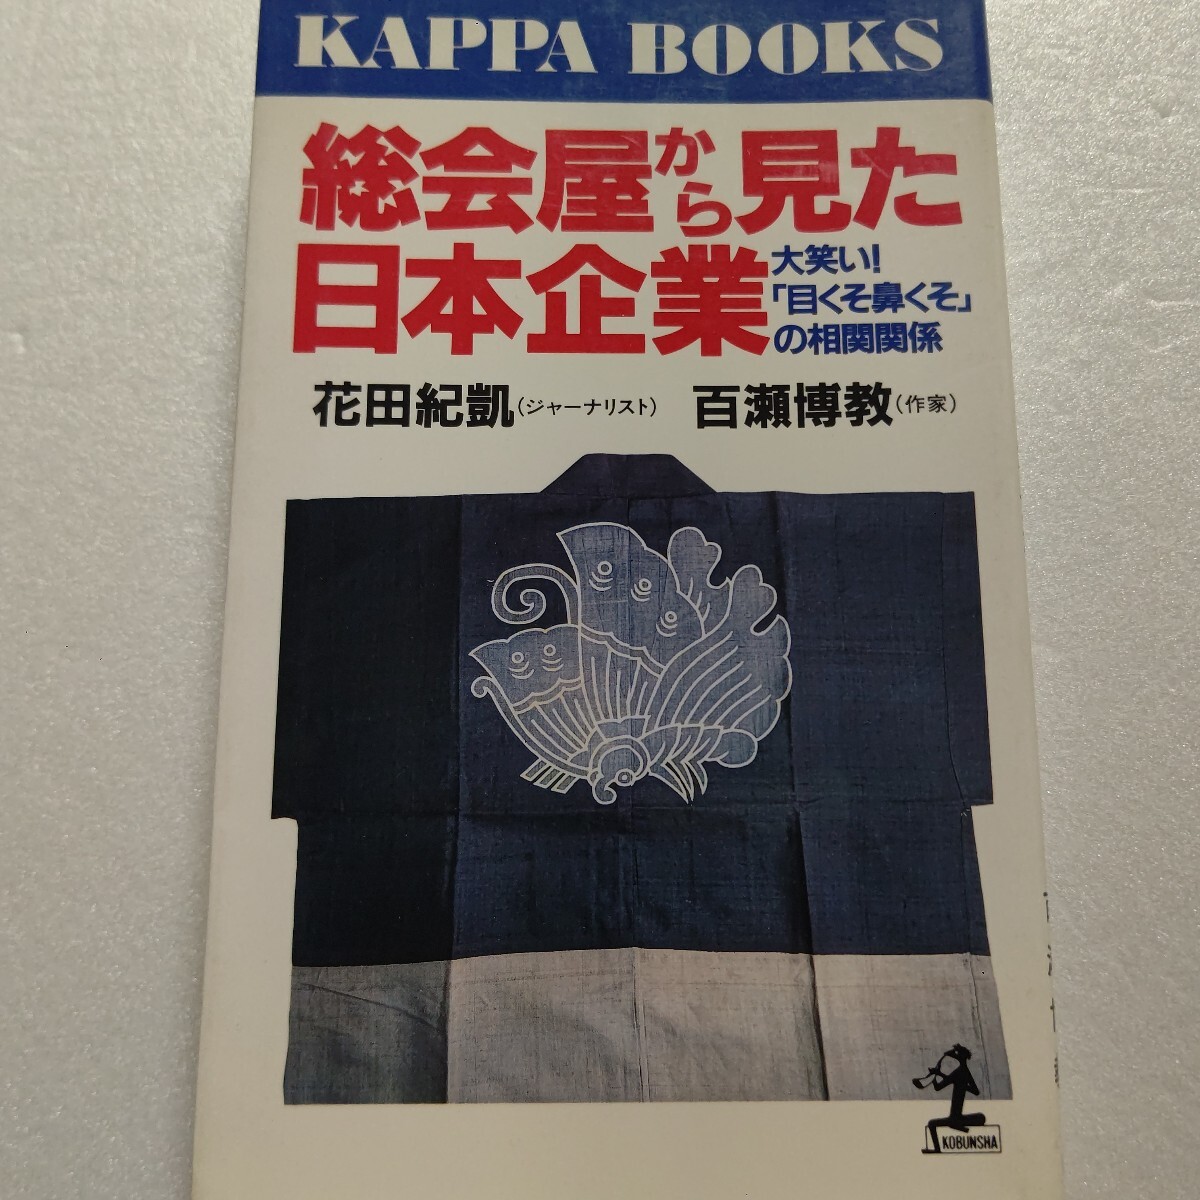 KAPPA BOOKS
総会屋から見た
日本企業
大笑い!
「目くそ鼻くそ」
の相関関係
花田紀凱(ジャーナリスト) 百瀬博教(作家)
KOBUNSHA